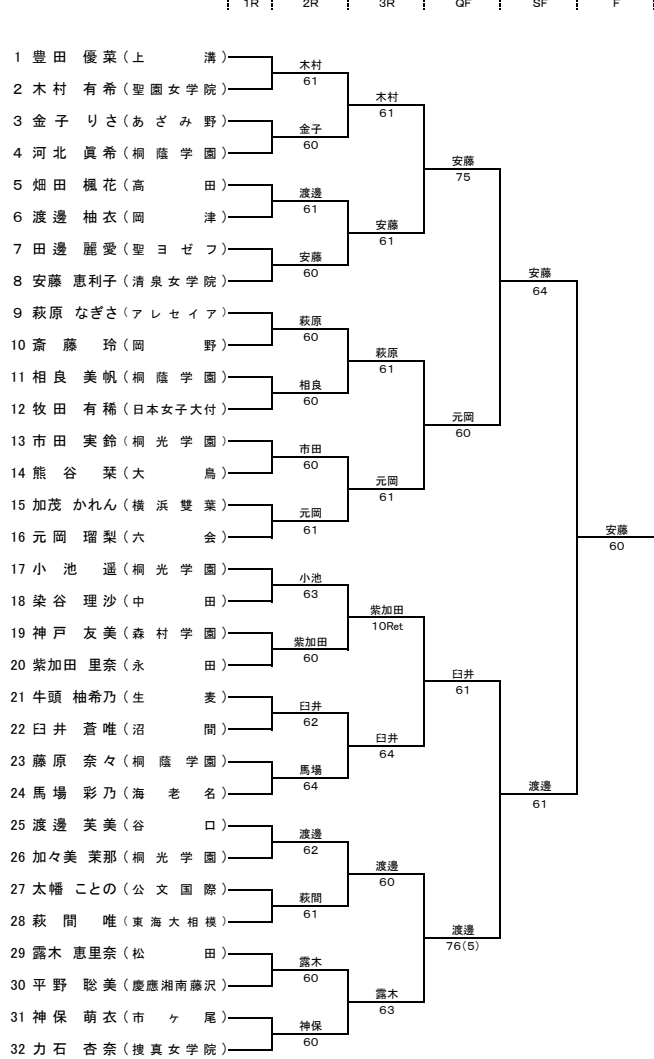 1R 2R 3R QF SF F
1 豊田 優菜 (上溝)
2 木村 有希 (聖園女学院)
3 金子 りさ (あざみ野)
4 河北 眞希 (桐蔭学園)
5 畑田 楓花 (高田)
6 渡邊 柚衣 (岡津)
7 田邊 麗愛 (聖ヨゼフ)
8 安藤 恵利子 (清泉女学院)
9 萩原 なぎさ (アレセイア)
10 斎藤 玲 (岡野)
11 相良 美帆 (桐蔭学園)
12 牧田 有稀 (日本女子大付)
13 市田 実鈴 (桐光学園)
14 熊谷 栞 (大鳥)
15 加茂 かれん (横浜雙葉)
16 元岡 瑠梨 (六会)
17 小池 遥 (桐光学園)
18 染谷 理沙 (中田)
19 神戸 友美 (森村学園)
20 紫加田 里奈 (永田)
21 牛頭 柚希乃 (生麦)
22 臼井 蒼唯 (沼間)
23 藤原 奈々 (桐蔭学園)
24 馬場 彩乃 (海老名)
25 渡邊 芙美 (谷口)
26 加々美 茉那 (桐光学園)
27 太幡 ことの (公文国際)
28 萩間 唯 (東海大相模)
29 露木 恵里奈 (松田)
30 平野 聡美 (慶應湘南藤沢)
31 神保 萌衣 (市ヶ尾)
32 力石 杏奈 (捜真女学院)
木村
61
金子
60
渡邊
61
安藤
60
萩原
60
相良
60
市田
60
元岡
61
小池
63
紫加田
60
臼井
62
馬場
64
渡邊
62
萩間
61
露木
60
神保
60
木村
61
安藤
61
萩原
61
元岡
61
紫加田
10Ret
臼井
64
渡邊
60
露木
63
安藤
75
元岡
60
臼井
61
渡邊
76(5)
安藤
64
渡邊
61
安藤
60